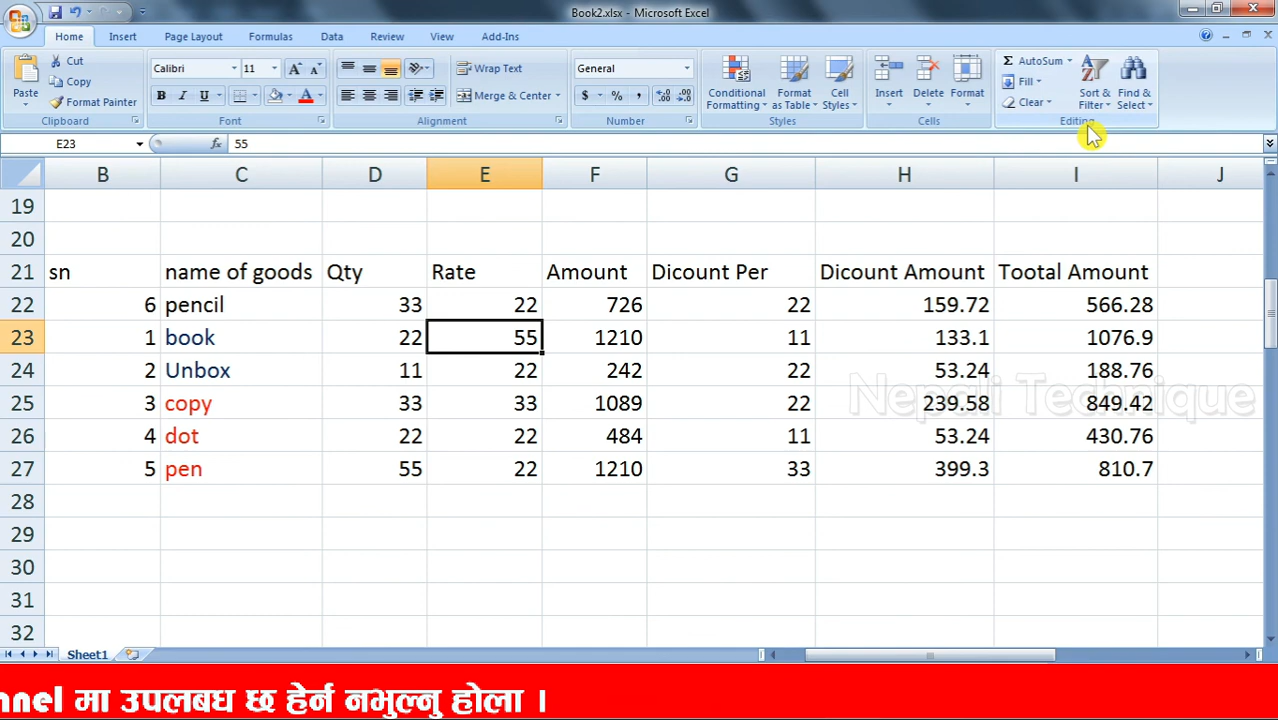 Book2.xlsx - Microsoft Excel
Home Insert Page Layout Formulas Data Review View Add-Ins
Paste Cut Copy Format Painter Clipboard
Calibri 11 A A B I U A Font
Wrap Text Merge & Center Alignment
General $ % , Number
Conditional Formatting Format as Table Cell Styles Styles
Insert Delete Format Cells
Σ AutoSum Fill Clear Sort & Filter Find & Select Editing
E23 fx 55
B C D E F G H I J
19
20
21 sn name of goods Qty Rate Amount Dicount Per Dicount Amount Tootal Amount
22 6 pencil 33 22 726 22 159.72 566.28
23 1 book 22 55 1210 11 133.1 1076.9
24 2 Unbox 11 22 242 22 53.24 188.76
25 3 copy 33 33 1089 22 239.58 849.42
26 4 dot 22 22 484 11 53.24 430.76
27 5 pen 55 22 1210 33 399.3 810.7
Nepali Technique
28
29
30
31
32
Sheet1
nnel मा उपलबध छ हेर्न नभुल्नु होला ।